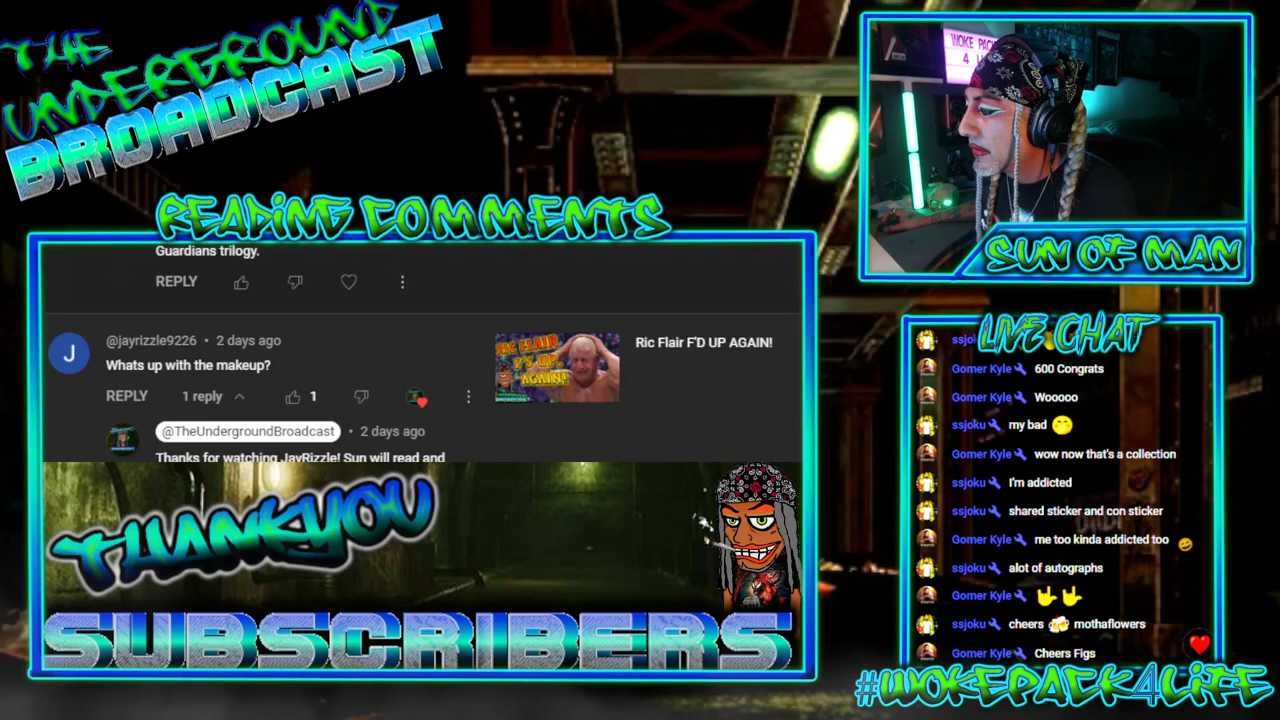 THE
UNDERGROUND
BROADCAST
WOKE PAC
4 L
READING COMMENTS
SUN OF MAN
Guardians trilogy.
REPLY
@jayrizzle9226 • 2 days ago
Whats up with the makeup?
REPLY 1 reply 1
RIC FLAIR
F'S UP
AGAIN!
Ric Flair F'D UP AGAIN!
@TheUndergroundBroadcast • 2 days ago
Thanks for watching JayRizzle! Sun will read and
THANKYOU
SUBSCRIBERS
LIVE CHAT
ssjo
Gomer Kyle 600 Congrats
Gomer Kyle Wooooo
ssjoku my bad 🤭
Gomer Kyle wow now that's a collection
ssjoku I'm addicted
ssjoku shared sticker and con sticker
Gomer Kyle me too kinda addicted too
ssjoku alot of autographs
Gomer Kyle 🤟 🤟
ssjoku cheers 🍻 mothaflowers
Gomer Kyle Cheers Figs
#WOKEPACK4LIFE